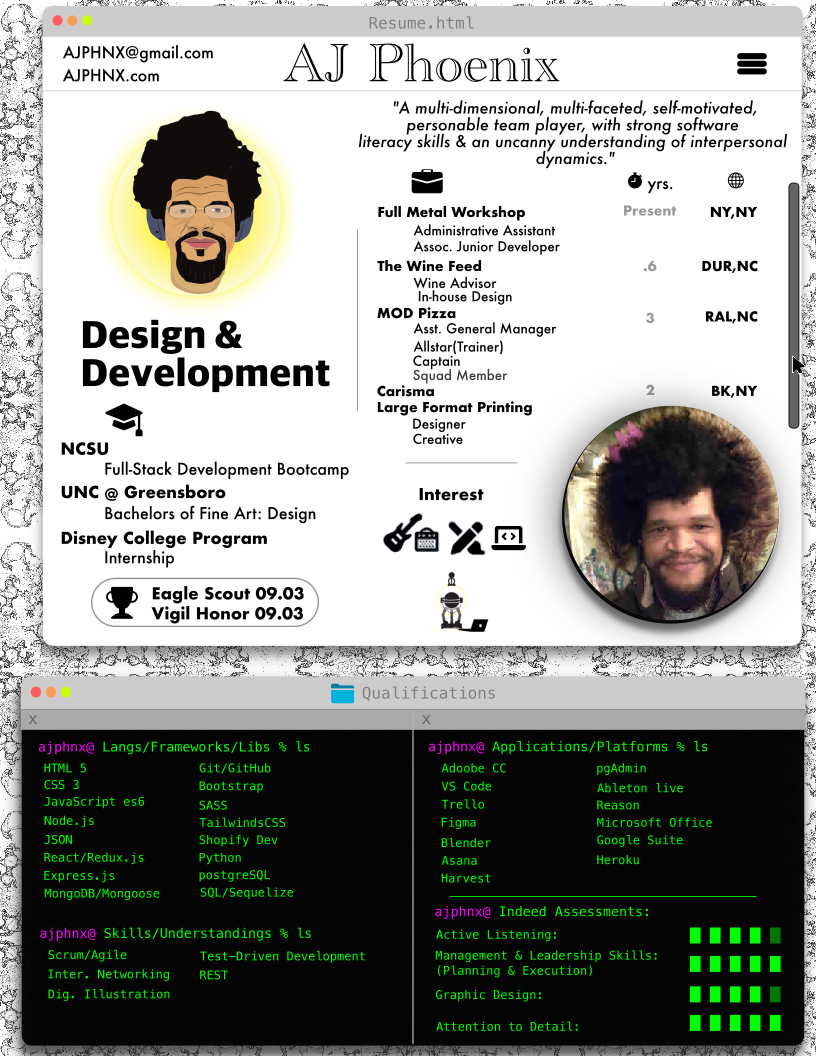 Resume.html
AJPHNX@gmail.com
AJPHNX.com
AJ Phoenix
"A multi-dimensional, multi-faceted, self-motivated,
personable team player, with strong software
literacy skills & an uncanny understanding of interpersonal
dynamics."
yrs.
Full Metal Workshop Present NY,NY
Administrative Assistant
Assoc. Junior Developer
The Wine Feed .6 DUR,NC
Wine Advisor
In-house Design
MOD Pizza 3 RAL,NC
Asst. General Manager
Allstar(Trainer)
Captain
Squad Member
Carisma 2 BK,NY
Large Format Printing
Designer
Creative
Design &
Development
NCSU
Full-Stack Development Bootcamp
UNC @ Greensboro
Bachelors of Fine Art: Design
Disney College Program
Internship
Eagle Scout 09.03
Vigil Honor 09.03
Interest
Qualifications
X
X
ajphnx@ Langs/Frameworks/Libs % ls
HTML 5 Git/GitHub
CSS 3 Bootstrap
JavaScript es6 SASS
Node.js TailwindsCSS
JSON Shopify Dev
React/Redux.js Python
Express.js postgreSQL
MongoDB/Mongoose SQL/Sequelize
ajphnx@ Skills/Understandings % ls
Scrum/Agile Test-Driven Development
Inter. Networking REST
Dig. Illustration
ajphnx@ Applications/Platforms % ls
Adoobe CC pgAdmin
VS Code Ableton live
Trello Reason
Figma Microsoft Office
Blender Google Suite
Asana Heroku
Harvest
ajphnx@ Indeed Assessments:
Active Listening:
Management & Leadership Skills:
(Planning & Execution)
Graphic Design:
Attention to Detail: